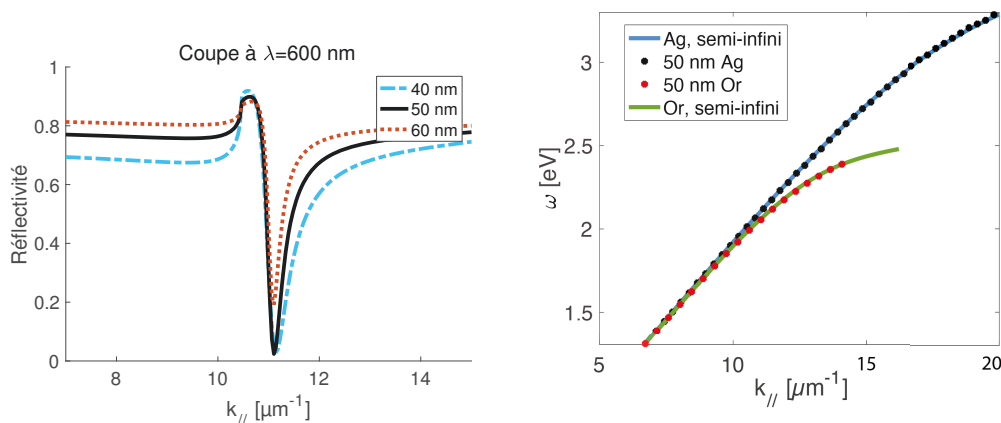 Coupe à λ=600 nm
40 nm
50 nm
60 nm
Réflectivité
1
0.8
0.6
0.4
0.2
0
8
10
12
14
k// [µm-1]
Ag, semi-infini
50 nm Ag
50 nm Or
Or, semi-infini
ω [eV]
3
2.5
2
1.5
5
10
15
20
k// [µm-1]